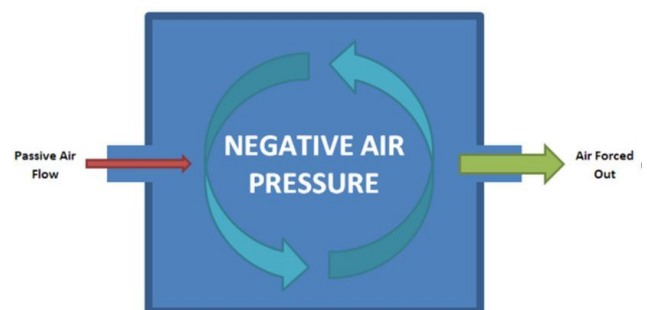 Passive Air
Flow
NEGATIVE AIR
PRESSURE
Air Forced
Out